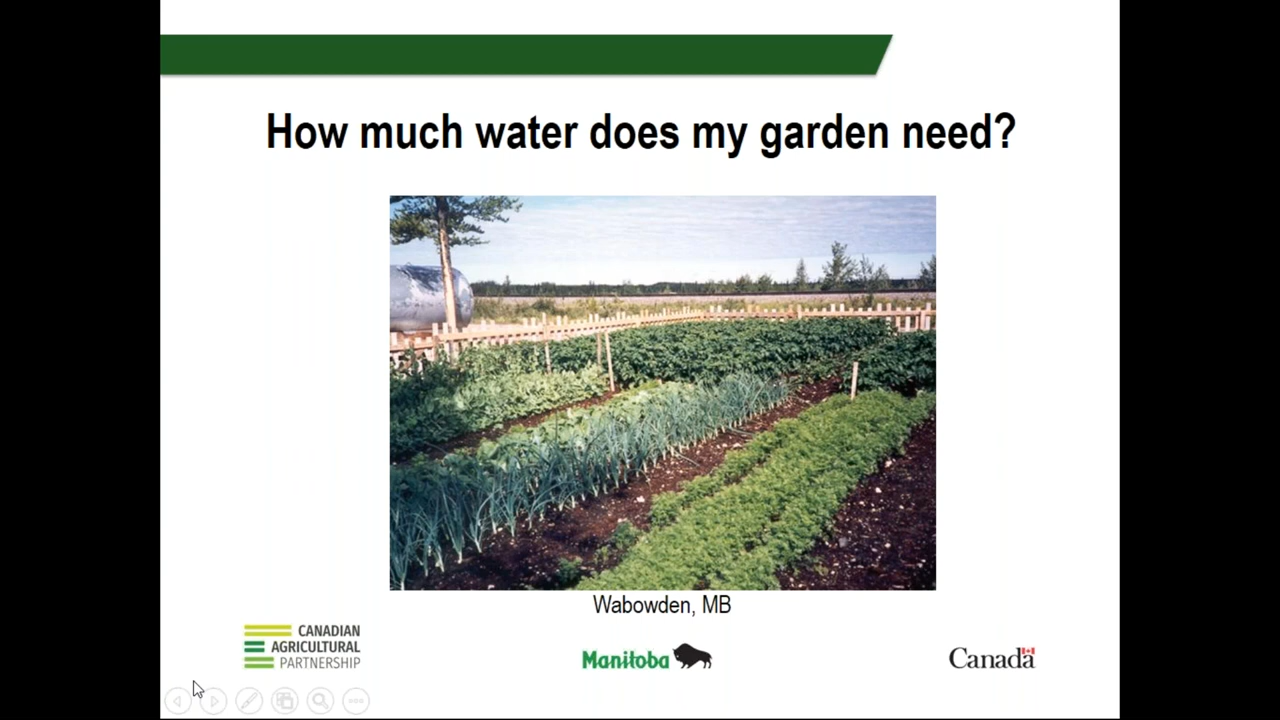 How much water does my garden need?
Wabowden, MB
CANADIAN
AGRICULTURAL
PARTNERSHIP
Manitoba
Canada